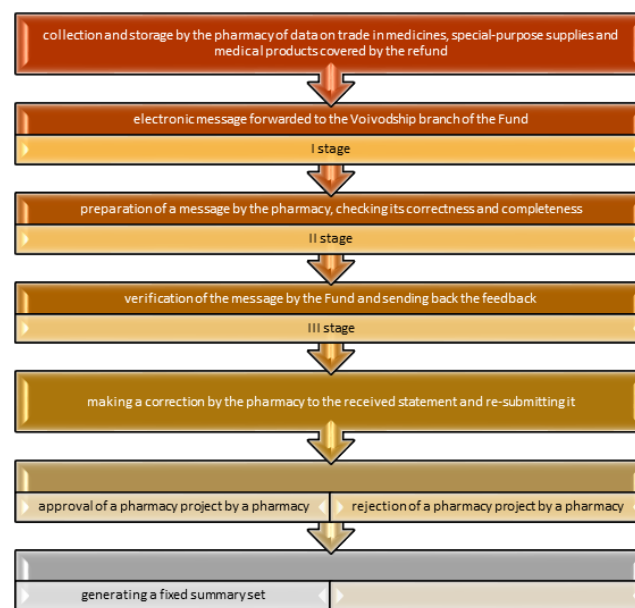 collection and storage by the pharmacy of data on trade in medicines, special-purpose supplies and
medical products covered by the refund
electronic message forwarded to the Voivodship branch of the Fund
I stage
preparation of a message by the pharmacy, checking its correctness and completeness
II stage
verification of the message by the Fund and sending back the feedback
III stage
making a correction by the pharmacy to the received statement and re-submitting it
approval of a pharmacy project by a pharmacy
rejection of a pharmacy project by a pharmacy
generating a fixed summary set